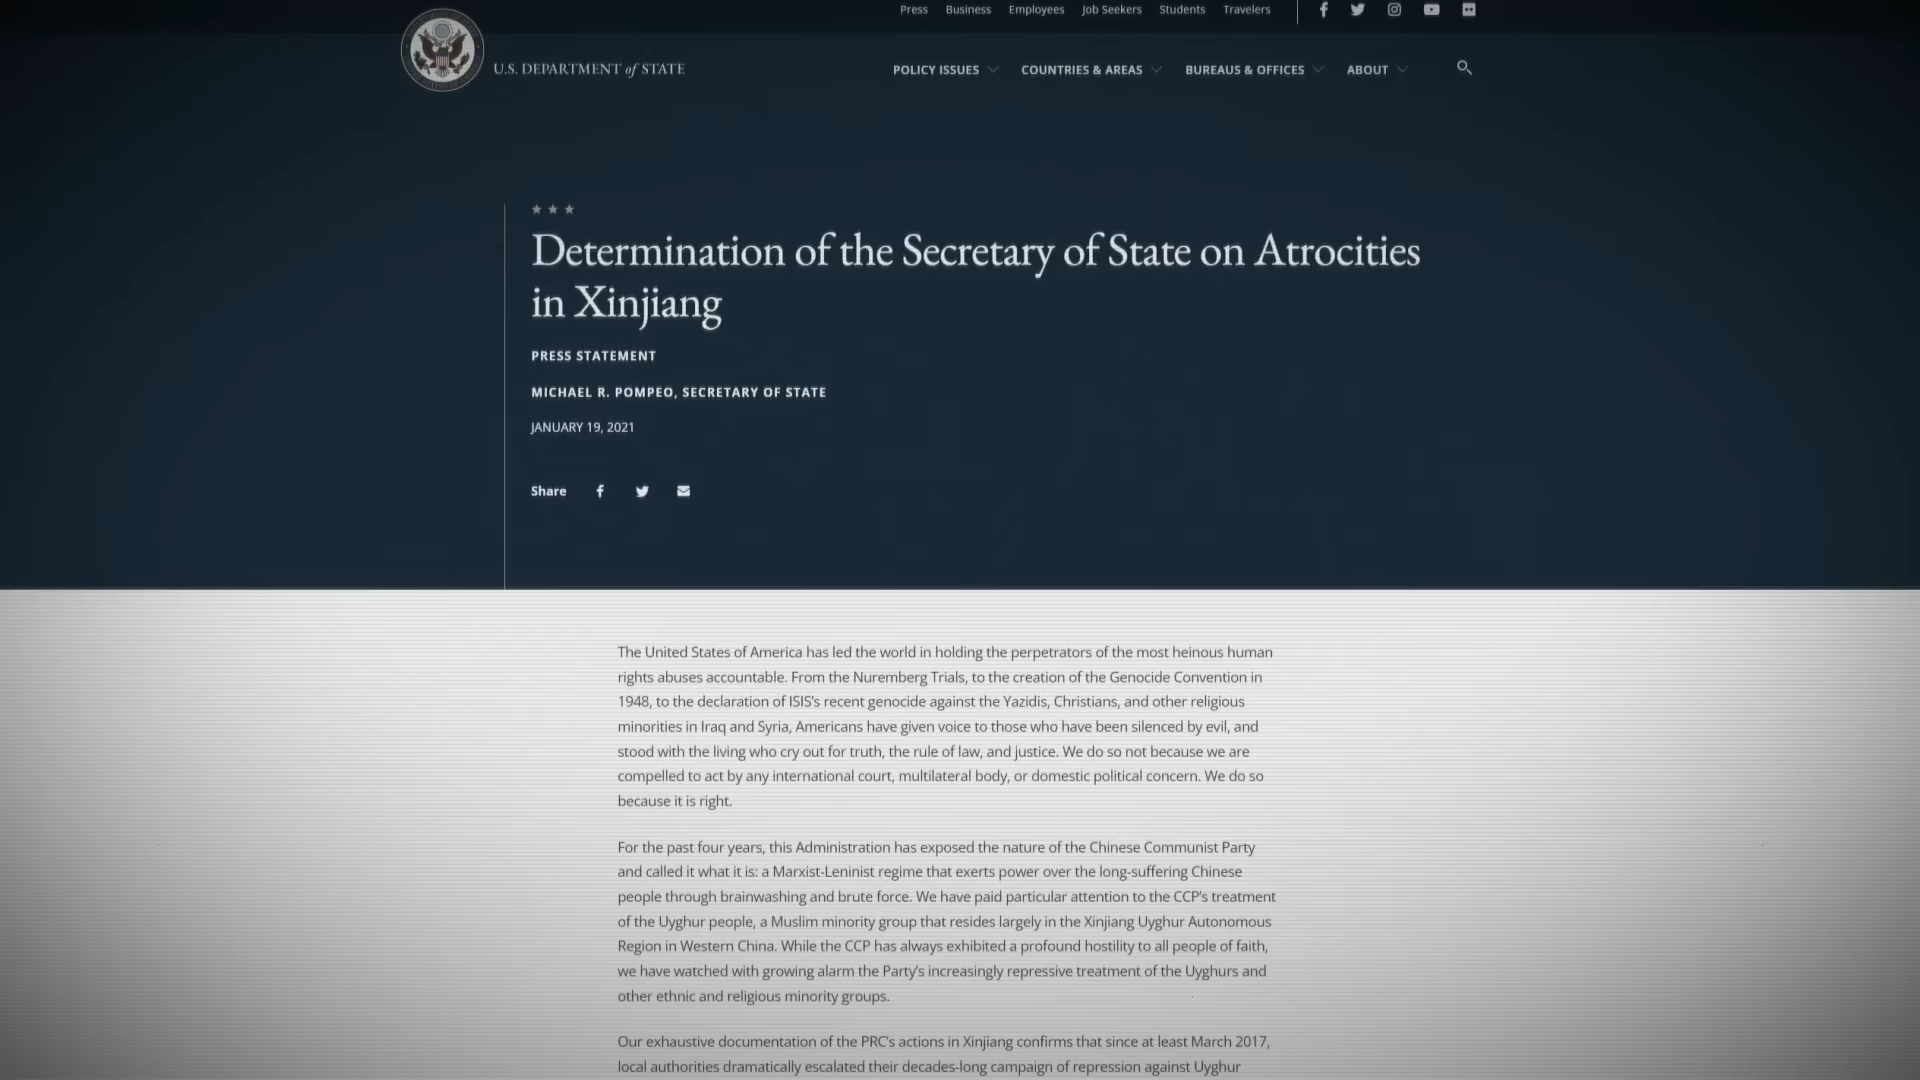 Press Business Employees Job Seekers Students Travelers
U.S. DEPARTMENT of STATE
POLICY ISSUES COUNTRIES & AREAS BUREAUS & OFFICES ABOUT
Determination of the Secretary of State on Atrocities
in Xinjiang
PRESS STATEMENT
MICHAEL R. POMPEO, SECRETARY OF STATE
JANUARY 19, 2021
Share
The United States of America has led the world in holding the perpetrators of the most heinous human
rights abuses accountable. From the Nuremberg Trials, to the creation of the Genocide Convention in
1948, to the declaration of ISIS's recent genocide against the Yazidis, Christians, and other religious
minorities in Iraq and Syria, Americans have given voice to those who have been silenced by evil, and
stood with the living who cry out for truth, the rule of law, and justice. We do so not because we are
compelled to act by any international court, multilateral body, or domestic political concern. We do so
because it is right.
For the past four years, this Administration has exposed the nature of the Chinese Communist Party
and called it what it is: a Marxist-Leninist regime that exerts power over the long-suffering Chinese
people through brainwashing and brute force. We have paid particular attention to the CCP's treatment
of the Uyghur people, a Muslim minority group that resides largely in the Xinjiang Uyghur Autonomous
Region in Western China. While the CCP has always exhibited a profound hostility to all people of faith,
we have watched with growing alarm the Party's increasingly repressive treatment of the Uyghurs and
other ethnic and religious minority groups.
Our exhaustive documentation of the PRC's actions in Xinjiang confirms that since at least March 2017,
local authorities dramatically escalated their decades-long campaign of repression against Uyghur